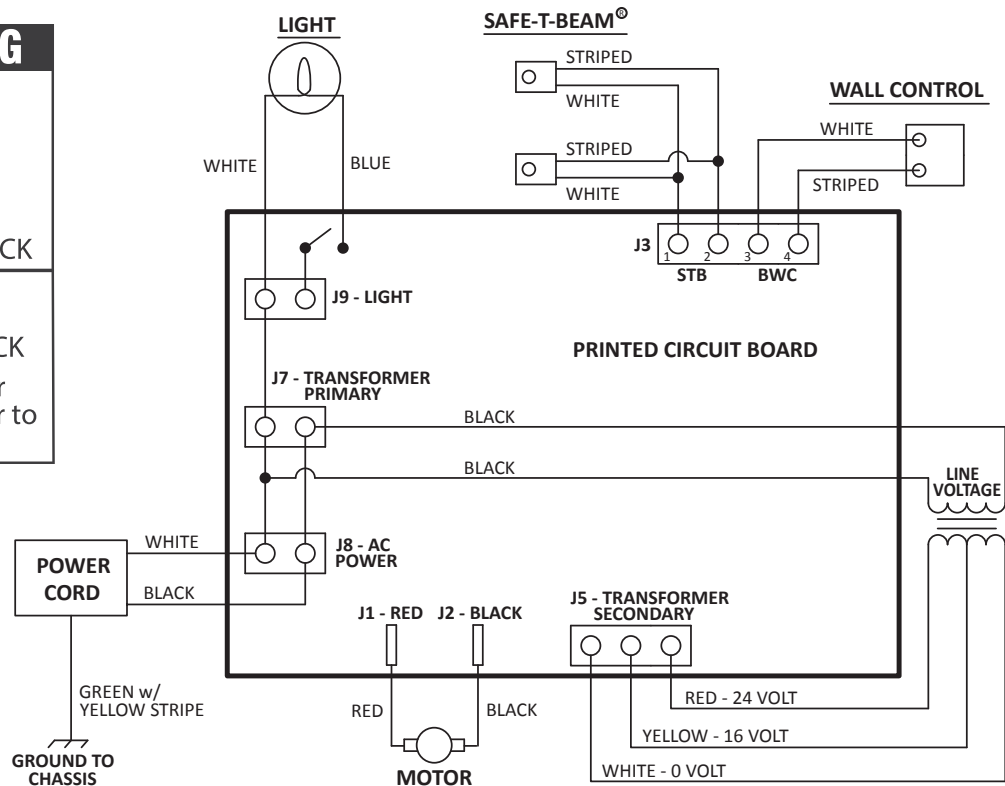 G
CK
CK
r
r to
LIGHT
SAFE-T-BEAM®
STRIPED
WHITE
WALL CONTROL
WHITE
STRIPED
STRIPED
WHITE
WHITE
BLUE
J3
1
2
3
4
STB
BWC
J9 - LIGHT
PRINTED CIRCUIT BOARD
J7 - TRANSFORMER
PRIMARY
BLACK
BLACK
LINE
VOLTAGE
J8 - AC
POWER
WHITE
POWER
CORD
BLACK
J1 - RED
J2 - BLACK
J5 - TRANSFORMER
SECONDARY
GREEN w/
YELLOW STRIPE
RED
BLACK
RED - 24 VOLT
YELLOW - 16 VOLT
WHITE - 0 VOLT
GROUND TO
CHASSIS
MOTOR